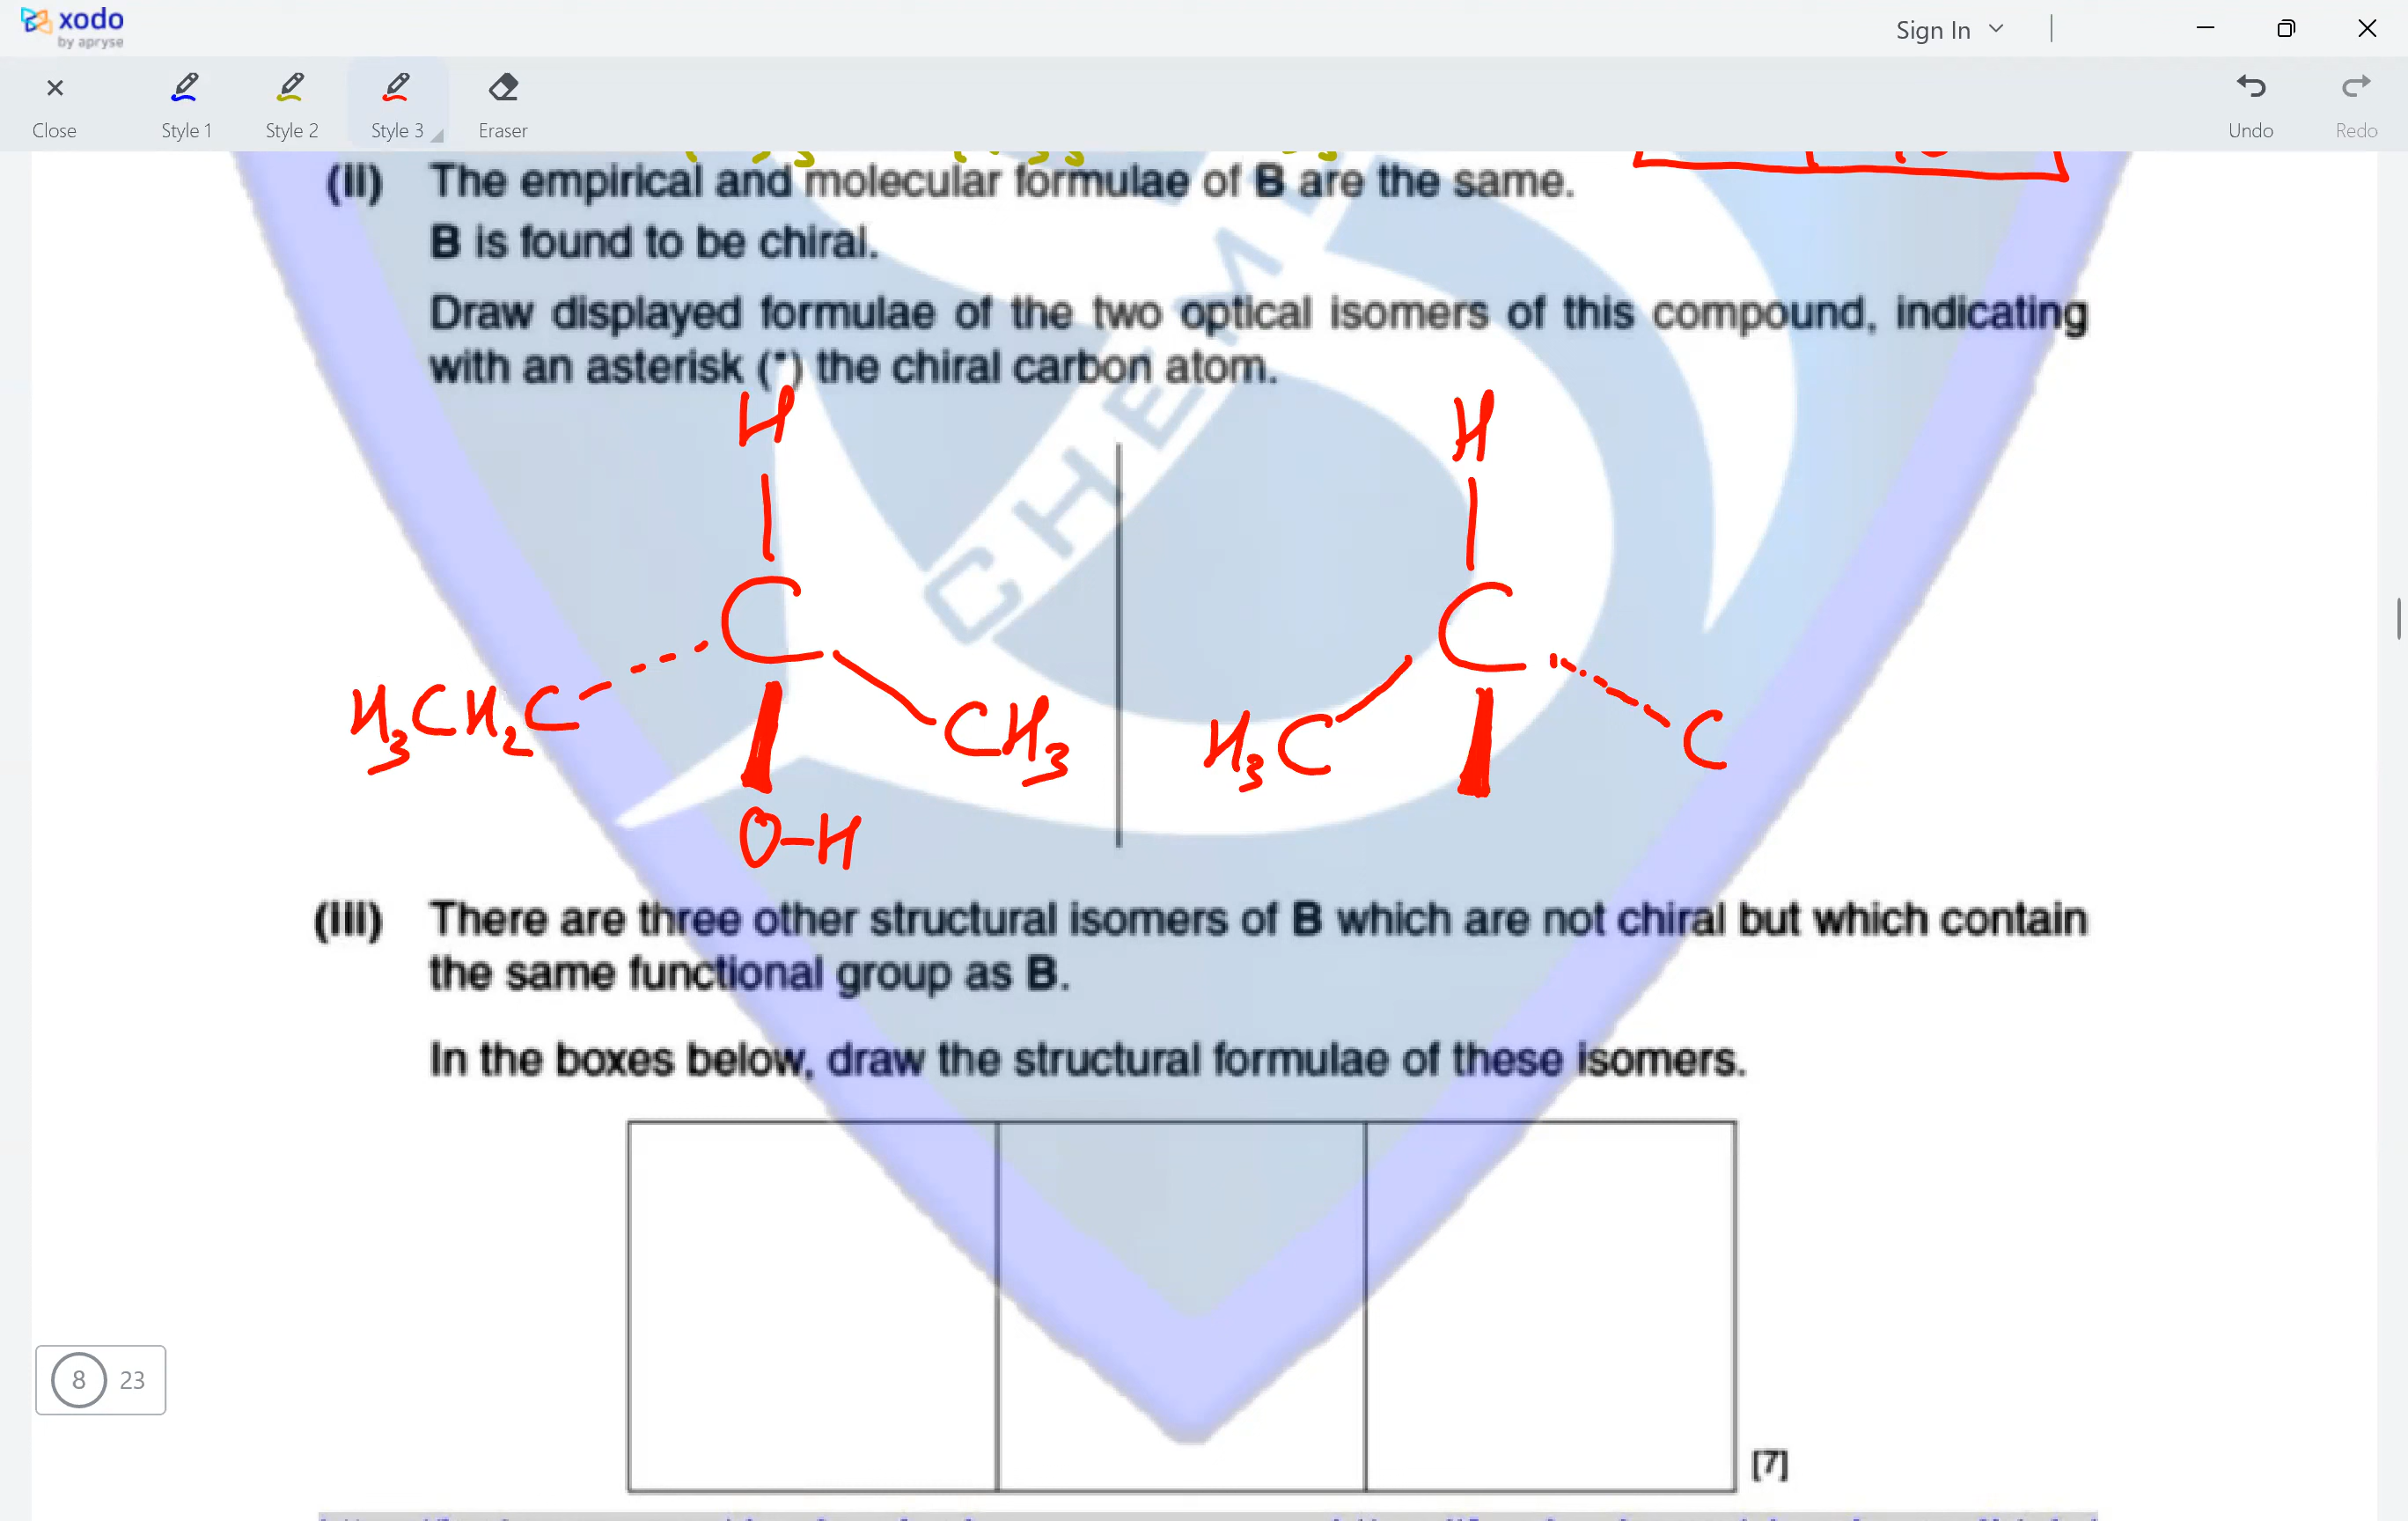 xodo
by apryse
Sign In
Close
Style 1
Style 2
Style 3
Eraser
Undo
Redo
(ii) The empirical and molecular formulae of B are the same.
B is found to be chiral.
Draw displayed formulae of the two optical isomers of this compound, indicating
with an asterisk (*) the chiral carbon atom.
H H
C C
H3CH2C CH3 H3C C
O-H
CHEM
(iii) There are three other structural isomers of B which are not chiral but which contain
the same functional group as B.
In the boxes below, draw the structural formulae of these isomers.
8 23
[7]